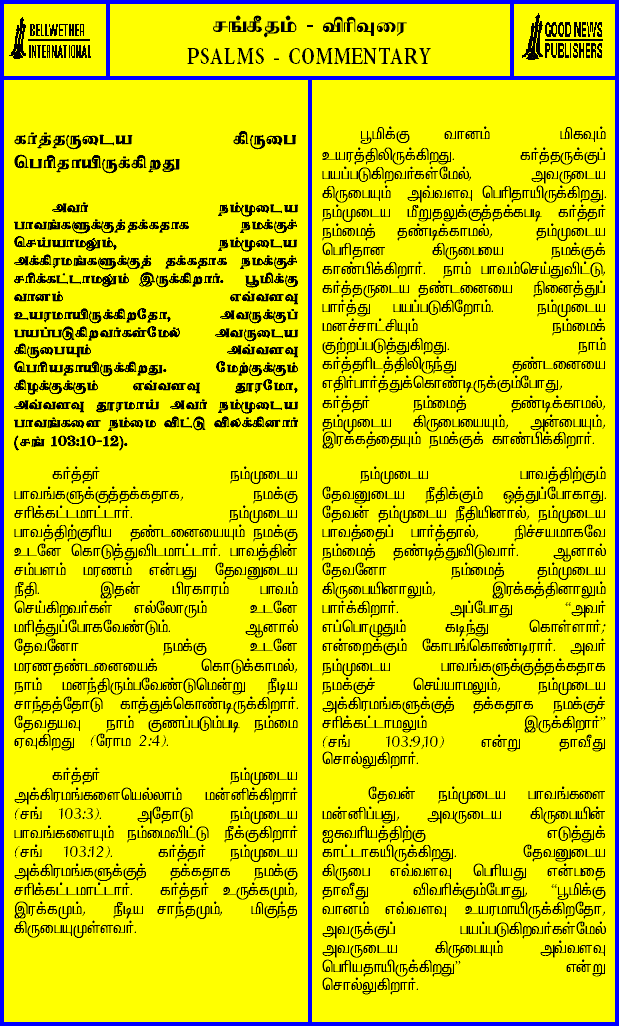 BELLWETHER
INTERNATIONAL
சங்கீதம் - விரிவுரை
PSALMS - COMMENTARY
GOOD NEWS
PUBLISHERS
கர்த்தருடைய கிருபை
பெரிதாயிருக்கிறது
அவர் நம்முடைய
பாவங்களுக்குத்தக்கதாக நமக்குச்
செய்யாமலும், நம்முடைய
அக்கிரமங்களுக்குத் தக்கதாக நமக்குச்
சரிக்கட்டாமலும் இருக்கிறார். பூமிக்கு
வானம் எவ்வளவு
உயரமாயிருக்கிறதோ, அவருக்குப்
பயப்படுகிறவர்கள்மேல் அவருடைய
கிருபையும் அவ்வளவு
பெரியதாயிருக்கிறது. மேற்குக்கும்
கிழக்குக்கும் எவ்வளவு தூரமோ,
அவ்வளவு தூரமாய் அவர் நம்முடைய
பாவங்களை நம்மை விட்டு விலக்கினார்
(சங் 103:10-12).
கர்த்தர் நம்முடைய
பாவங்களுக்குத்தக்கதாக, நமக்கு
சரிக்கட்டமாட்டார். நம்முடைய
பாவத்திற்குரிய தண்டனையையும் நமக்கு
உடனே கொடுத்துவிடமாட்டார். பாவத்தின்
சம்பளம் மரணம் என்பது தேவனுடைய
நீதி. இதன் பிரகாரம் பாவம்
செய்கிறவர்கள் எல்லோரும் உடனே
மரித்துப்போகவேண்டும். ஆனால்
தேவனோ நமக்கு உடனே
மரணதண்டனையைக் கொடுக்காமல்,
நாம் மனந்திரும்பவேண்டுமென்று நீடிய
சாந்தத்தோடு காத்துக்கொண்டிருக்கிறார்.
தேவதயவு நாம் குணப்படும்படி நம்மை
ஏவுகிறது (ரோம 2:4).
கர்த்தர் நம்முடைய
அக்கிரமங்களையெல்லாம் மன்னிக்கிறார்
(சங் 103:3). அதோடு நம்முடைய
பாவங்களையும் நம்மைவிட்டு நீக்குகிறார்
(சங் 103:12). கர்த்தர் நம்முடைய
அக்கிரமங்களுக்குத் தக்கதாக நமக்கு
சரிக்கட்டமாட்டார். கர்த்தர் உருக்கமும்,
இரக்கமும், நீடிய சாந்தமும், மிகுந்த
கிருபையுமுள்ளவர்.
பூமிக்கு வானம் மிகவும்
உயரத்திலிருக்கிறது. கர்த்தருக்குப்
பயப்படுகிறவர்கள்மேல், அவருடைய
கிருபையும் அவ்வளவு பெரிதாயிருக்கிறது.
நம்முடைய மீறுதலுக்குத்தக்கபடி கர்த்தர்
நம்மைத் தண்டிக்காமல், தம்முடைய
பெரிதான கிருபையை நமக்குக்
காண்பிக்கிறார். நாம் பாவம்செய்துவிட்டு,
கர்த்தருடைய தண்டனையை நினைத்துப்
பார்த்து பயப்படுகிறோம். நம்முடைய
மனச்சாட்சியும் நம்மைக்
குற்றப்படுத்துகிறது. நாம்
கர்த்தரிடத்திலிருந்து தண்டனையை
எதிர்பார்த்துக்கொண்டிருக்கும்போது,
கர்த்தர் நம்மைத் தண்டிக்காமல்,
தம்முடைய கிருபையையும், அன்பையும்,
இரக்கத்தையும் நமக்குக் காண்பிக்கிறார்.
நம்முடைய பாவத்திற்கும்
தேவனுடைய நீதிக்கும் ஒத்துப்போகாது.
தேவன் தம்முடைய நீதியினால், நம்முடைய
பாவத்தைப் பார்த்தால், நிச்சயமாகவே
நம்மைத் தண்டித்துவிடுவார். ஆனால்
தேவனோ நம்மைத் தம்முடைய
கிருபையினாலும், இரக்கத்தினாலும்
பார்க்கிறார். அப்போது “அவர்
எப்பொழுதும் கடிந்து கொள்ளார்;
என்றைக்கும் கோபங்கொண்டிரார். அவர்
நம்முடைய பாவங்களுக்குத்தக்கதாக
நமக்குச் செய்யாமலும், நம்முடைய
அக்கிரமங்களுக்குத் தக்கதாக நமக்குச்
சரிக்கட்டாமலும் இருக்கிறார்”
(சங் 103:9,10) என்று தாவீது
சொல்லுகிறார்.
தேவன் நம்முடைய பாவங்களை
மன்னிப்பது, அவருடைய கிருபையின்
ஐசுவரியத்திற்கு எடுத்துக்
காட்டாகயிருக்கிறது. தேவனுடைய
கிருபை எவ்வளவு பெரியது என்பதை
தாவீது விவரிக்கும்போது, “பூமிக்கு
வானம் எவ்வளவு உயரமாயிருக்கிறதோ,
அவருக்குப் பயப்படுகிறவர்கள்மேல்
அவருடைய கிருபையும் அவ்வளவு
பெரியதாயிருக்கிறது” என்று
சொல்லுகிறார்.